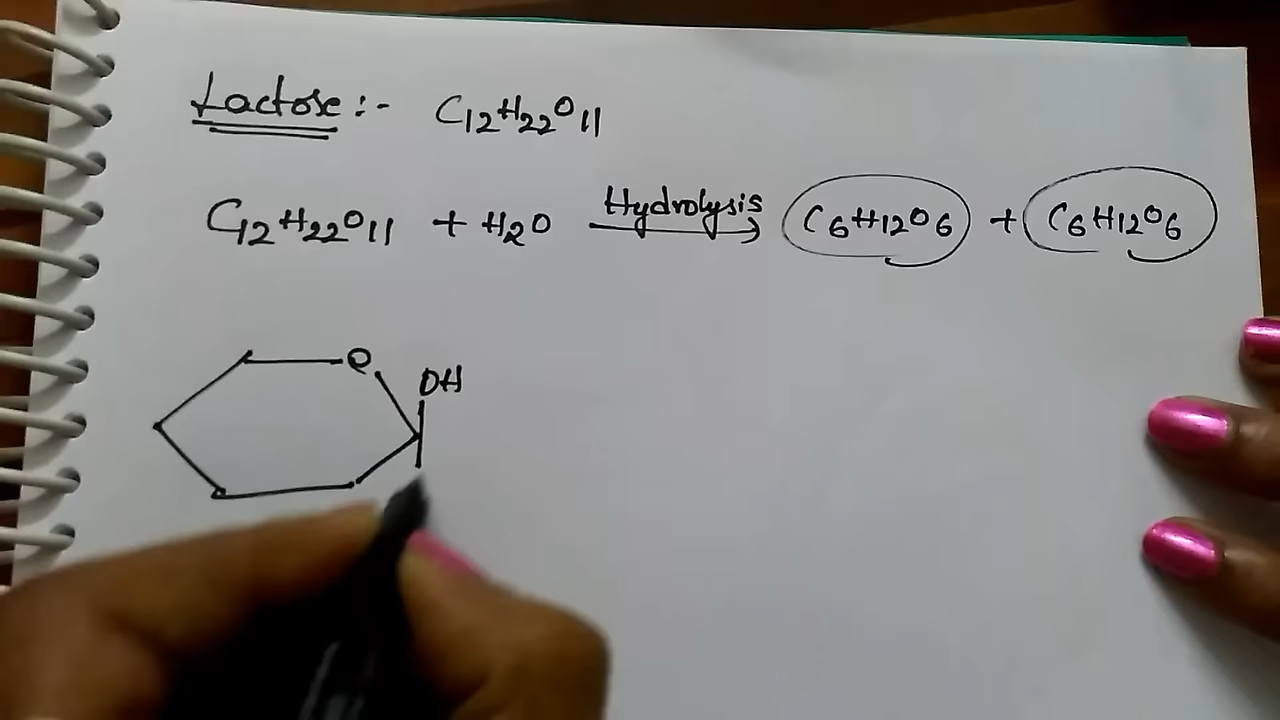 Lactose :- C12H22O11
C12H22O11 + H2O Hydrolysis → C6H12O6 + C6H12O6
O
OH